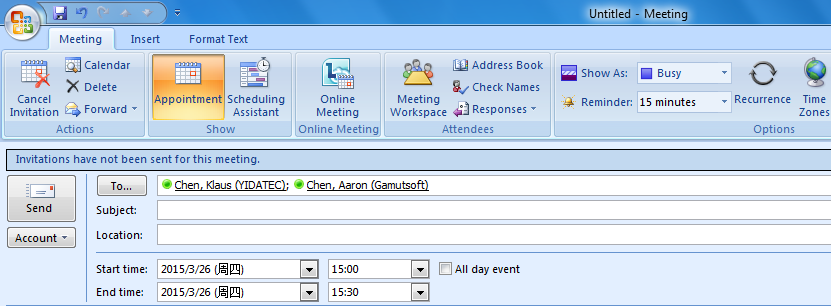 Untitled - Meeting
Meeting Insert Format Text
Cancel Invitation
Calendar
Delete
Forward
Actions
Appointment
Scheduling Assistant
Show
Online Meeting
Online Meeting
Meeting Workspace
Address Book
Check Names
Responses
Attendees
Show As: Busy
Reminder: 15 minutes
Recurrence
Time Zones
Options
Invitations have not been sent for this meeting.
Send
Account
To... Chen, Klaus (YIDATEC); Chen, Aaron (Gamutsoft)
Subject:
Location:
Start time: 2015/3/26 (周四) 15:00 All day event
End time: 2015/3/26 (周四) 15:30